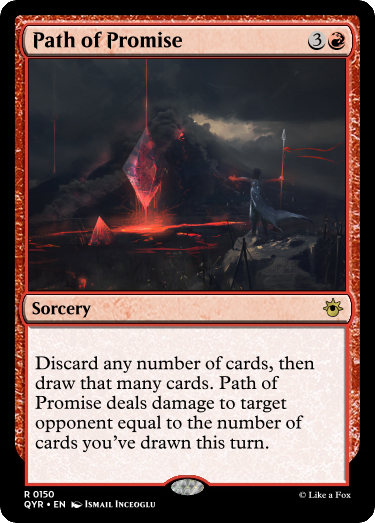 Path of Promise 3
Sorcery
Discard any number of cards, then
draw that many cards. Path of
Promise deals damage to target
opponent equal to the number of
cards you've drawn this turn.
R 0150
QYR • EN Ismail Inceoglu
© Like a Fox